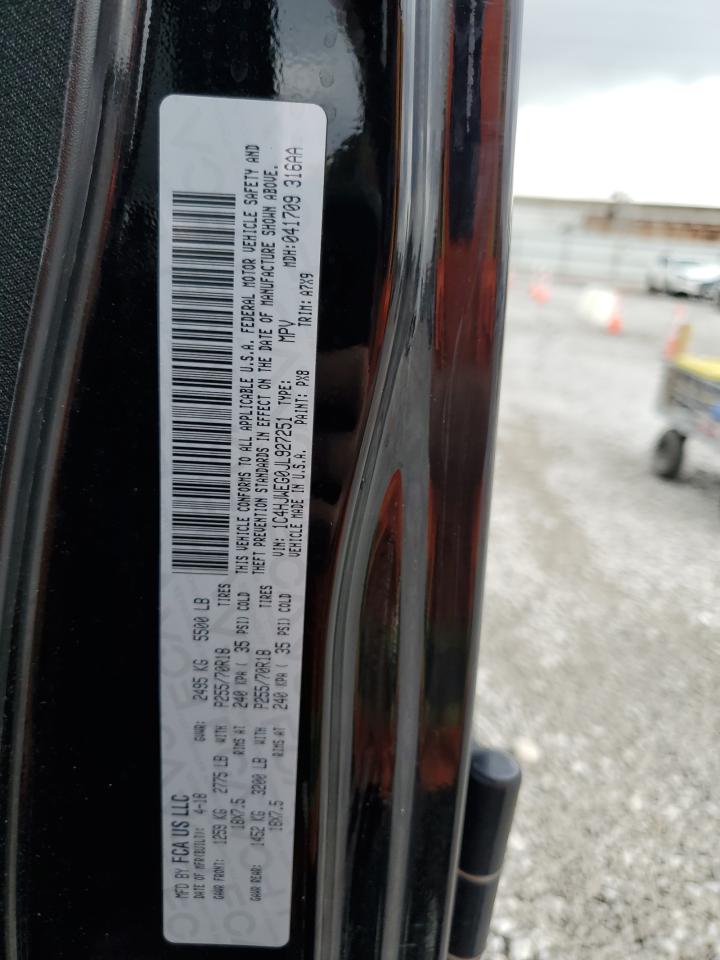 MFD BY FCA US LLC
DATE OF MFR/BUILTLY: 4-18 GVWR: 2495 KG 5500 LB
GAWR FRONT: 1259 KG 2775 LB WITH P255/70R18 TIRES
18X7.5 RIMS AT 240 KPA ( 35 PSI) COLD
GAWR REAR: 1452 KG 3200 LB WITH P255/70R18 TIRES
18X7.5 RIMS AT 240 KPA ( 35 PSI) COLD
THIS VEHICLE CONFORMS TO ALL APPLICABLE U.S.A. FEDERAL MOTOR VEHICLE SAFETY AND
THEFT PREVENTION STANDARDS IN EFFECT ON THE DATE OF MANUFACTURE SHOWN ABOVE.
VIN: 1C4HJWEG0JL927251 TYPE: MPV MDH:041709 316AA
VEHICLE MADE IN U.S.A. PAINT: PX8 TRIM: A7X9